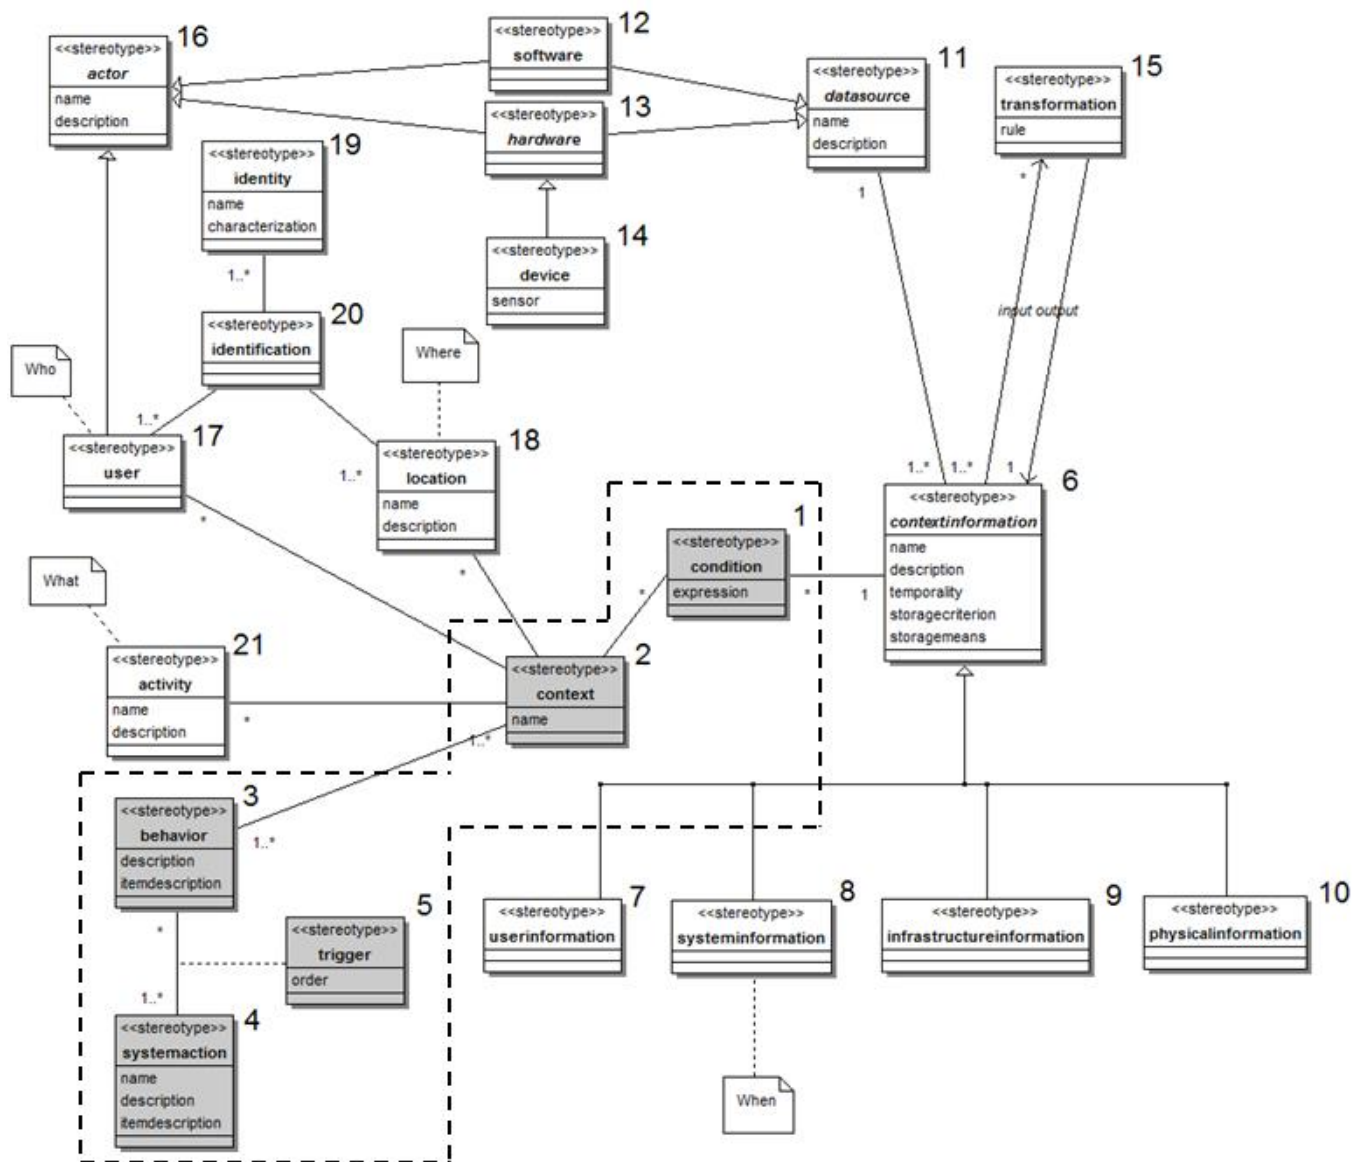 16
<<stereotype>>
actor
name
description
12
<<stereotype>>
software
13
<<stereotype>>
hardware
11
<<stereotype>>
datasource
name
description
1
15
<<stereotype>>
transformation
rule
*
19
<<stereotype>>
identity
name
characterization
1..*
14
<<stereotype>>
device
sensor
input output
20
<<stereotype>>
identification
Who
Where
1..*
17
<<stereotype>>
user
*
18
<<stereotype>>
location
name
description
1..*
*
1..*
1..*
1
6
<<stereotype>>
contextinformation
name
description
temporality
storagecriterion
storagemeans
1
<<stereotype>>
condition
expression
*
*
1
What
21
<<stereotype>>
activity
name
description
*
2
<<stereotype>>
context
name
1..*
3
<<stereotype>>
behavior
description
itemdescription
1..*
*
5
<<stereotype>>
trigger
order
1..*
4
<<stereotype>>
systemaction
name
description
itemdescription
7
<<stereotype>>
userinformation
8
<<stereotype>>
systeminformation
9
<<stereotype>>
infrastructureinformation
10
<<stereotype>>
physicalinformation
When